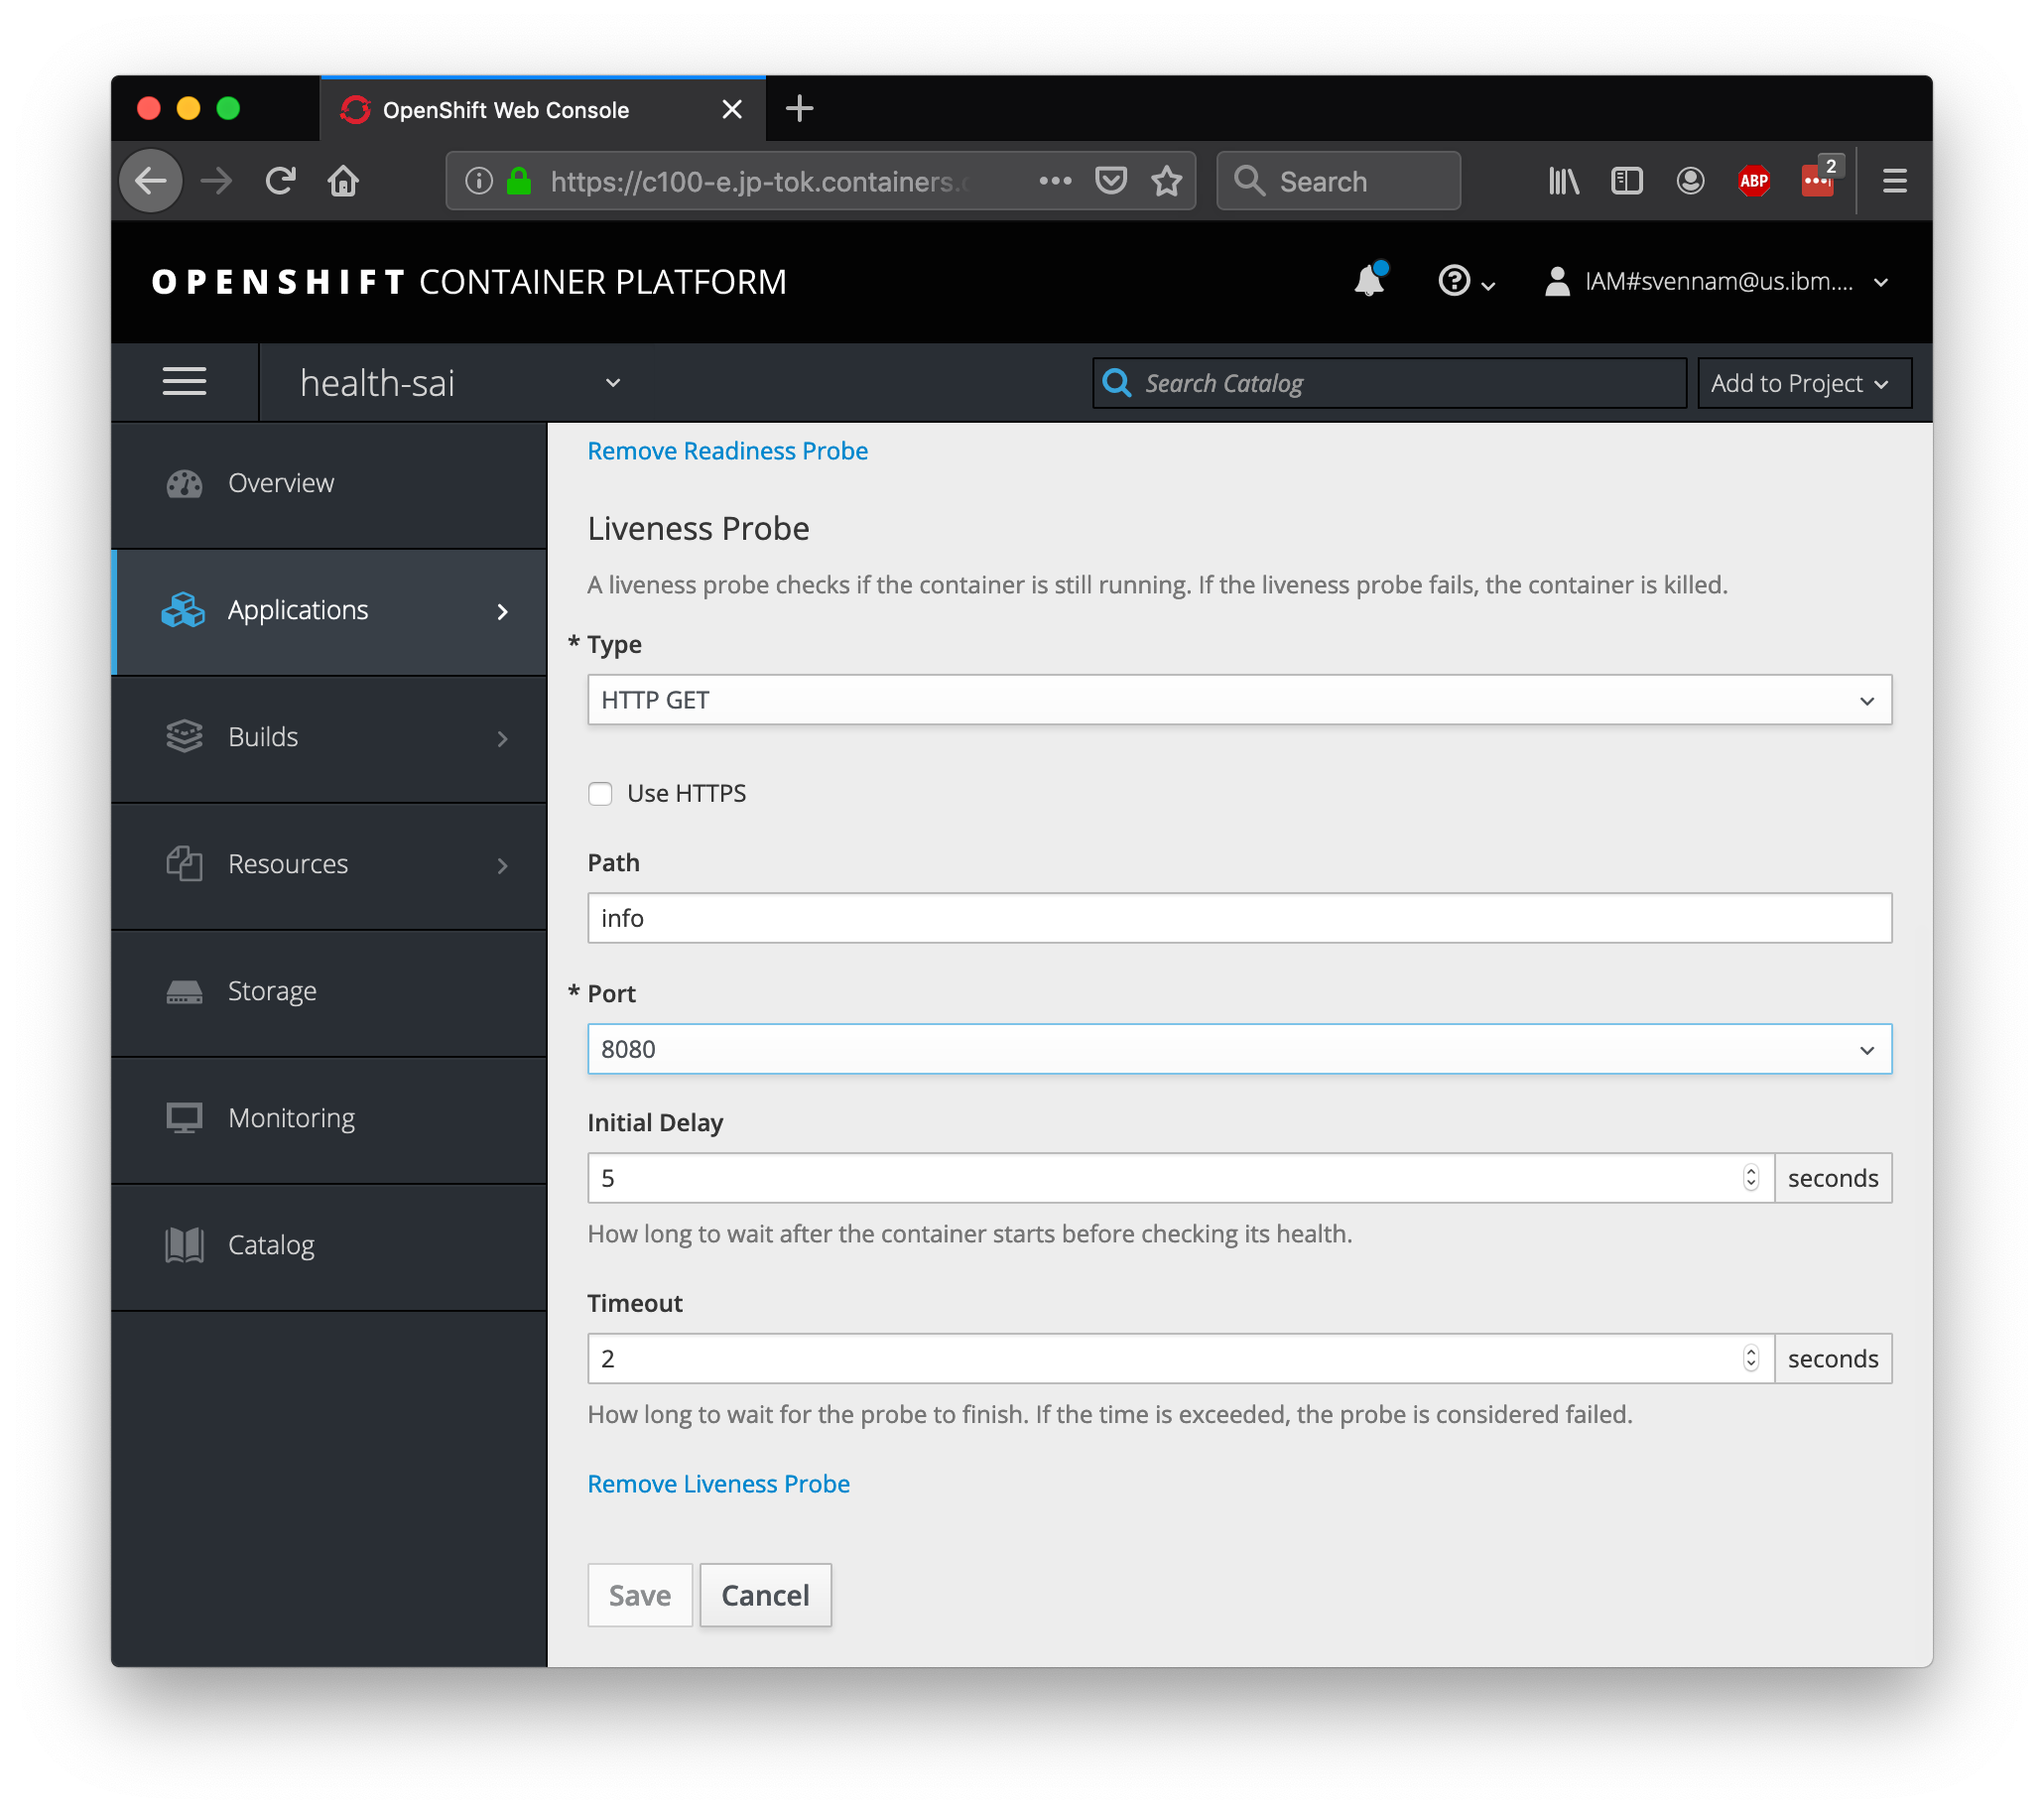 OpenShift Web Console
https://c100-e.jp-tok.containers.
Search
ABP
2
OPENSHIFT CONTAINER PLATFORM
IAM#svennam@us.ibm....
health-sai
Search Catalog
Add to Project
Overview
Applications
Builds
Resources
Storage
Monitoring
Catalog
Remove Readiness Probe
Liveness Probe
A liveness probe checks if the container is still running. If the liveness probe fails, the container is killed.
* Type
HTTP GET
Use HTTPS
Path
info
* Port
8080
Initial Delay
5
seconds
How long to wait after the container starts before checking its health.
Timeout
2
seconds
How long to wait for the probe to finish. If the time is exceeded, the probe is considered failed.
Remove Liveness Probe
Save
Cancel